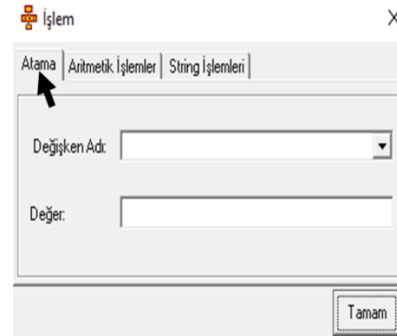 İşlem
Atama Aritmetik İşlemler String İşlemleri
Değişken Adı:
Değer:
Tamam